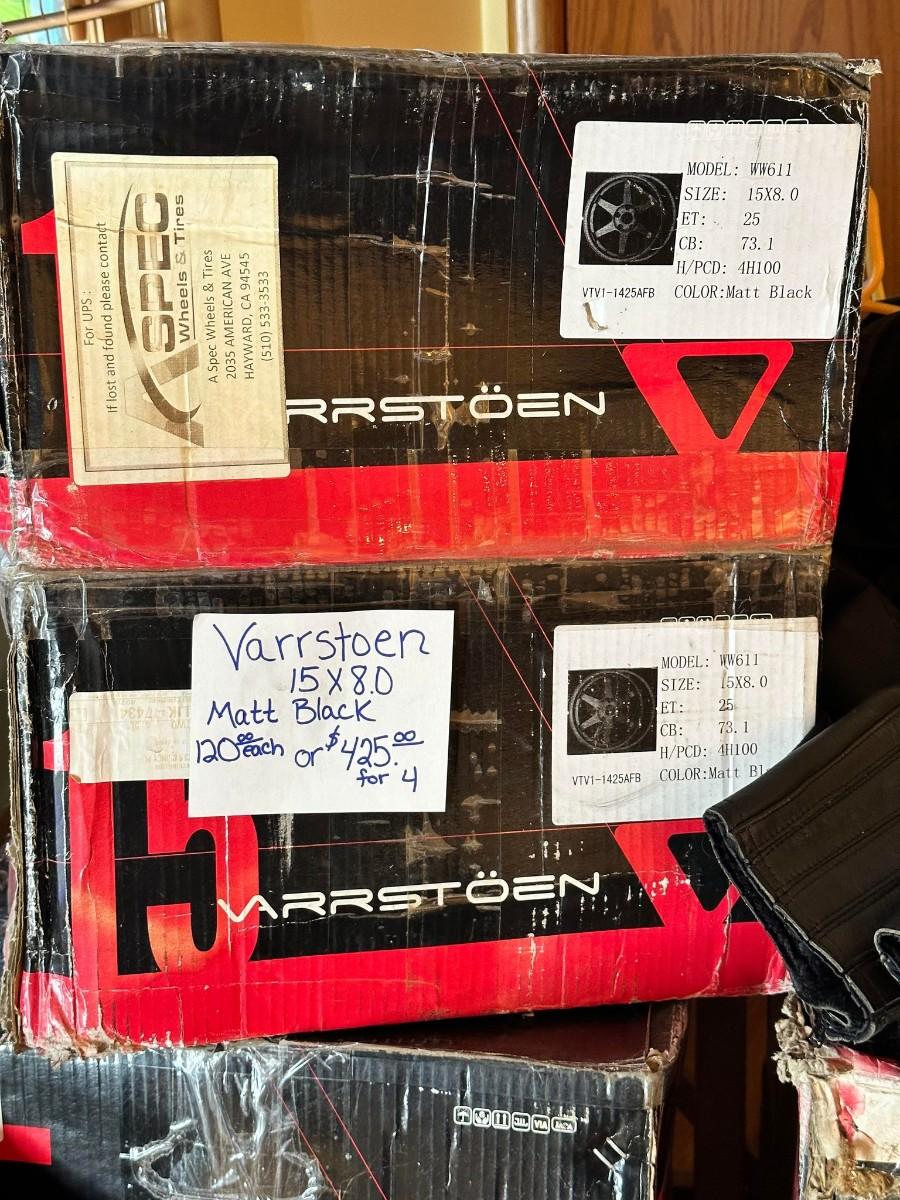 For UPS :
If lost and found please contact
ASPEC
Wheels & Tires
A Spec Wheels & Tires
2035 AMERICAN AVE
HAYWARD, CA 94545
(510) 533-3533
MODEL: WW611
SIZE: 15X8.0
ET: 25
CB: 73.1
H/PCD: 4H100
VTV1-1425AFB COLOR:Matt Black
RRSTÖEN
Varrstoen
15 X 8.0
Matt Black
120.00 each or $425.00
for 4
MODEL: WW611
SIZE: 15X8.0
ET: 25
CB: 73.1
H/PCD: 4H100
VTV1-1425AFB COLOR:Matt Bl
15
VARRSTÖEN